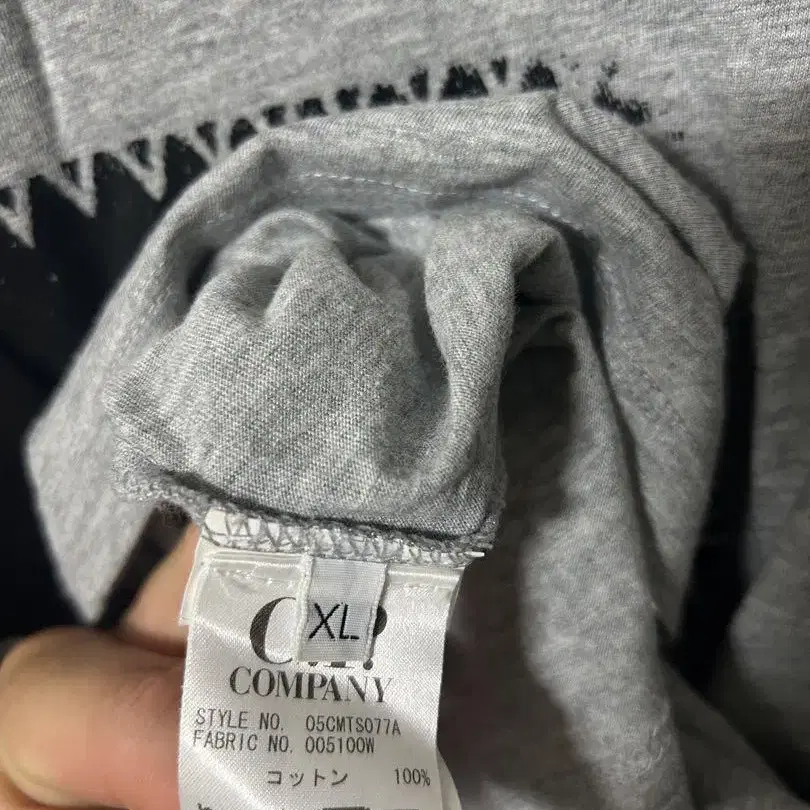 XL
COMPANY
STYLE NO. 05CMTS077A
FABRIC NO. 005100W
コットン 100%